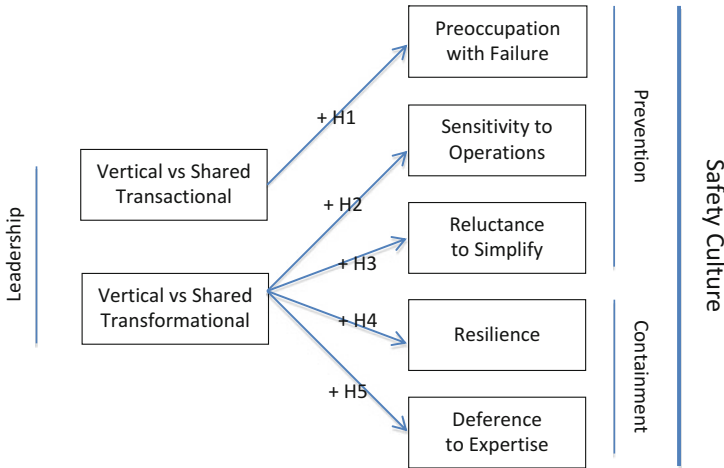 Leadership
Vertical vs Shared
Transactional
Vertical vs Shared
Transformational
+ H1
+ H2
+ H3
+ H4
+ H5
Preoccupation
with Failure
Sensitivity to
Operations
Reluctance
to Simplify
Resilience
Deference
to Expertise
Prevention
Containment
Safety Culture